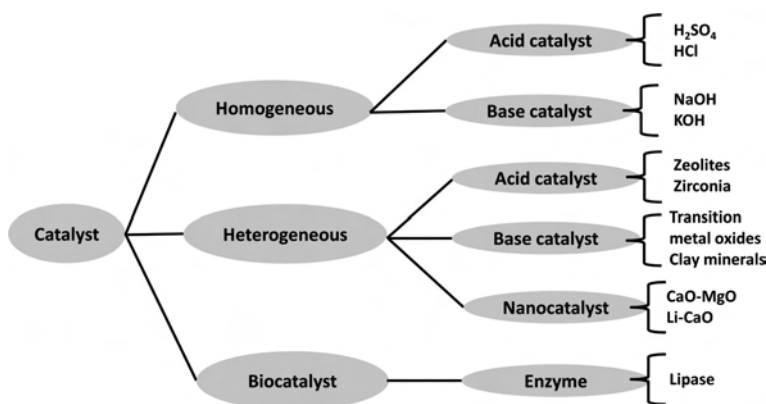 Catalyst
Homogeneous
Acid catalyst
H₂SO₄
HCl
Base catalyst
NaOH
KOH
Heterogeneous
Acid catalyst
Zeolites
Zirconia
Base catalyst
Transition
metal oxides
Clay minerals
Nanocatalyst
CaO-MgO
Li-CaO
Biocatalyst
Enzyme
Lipase